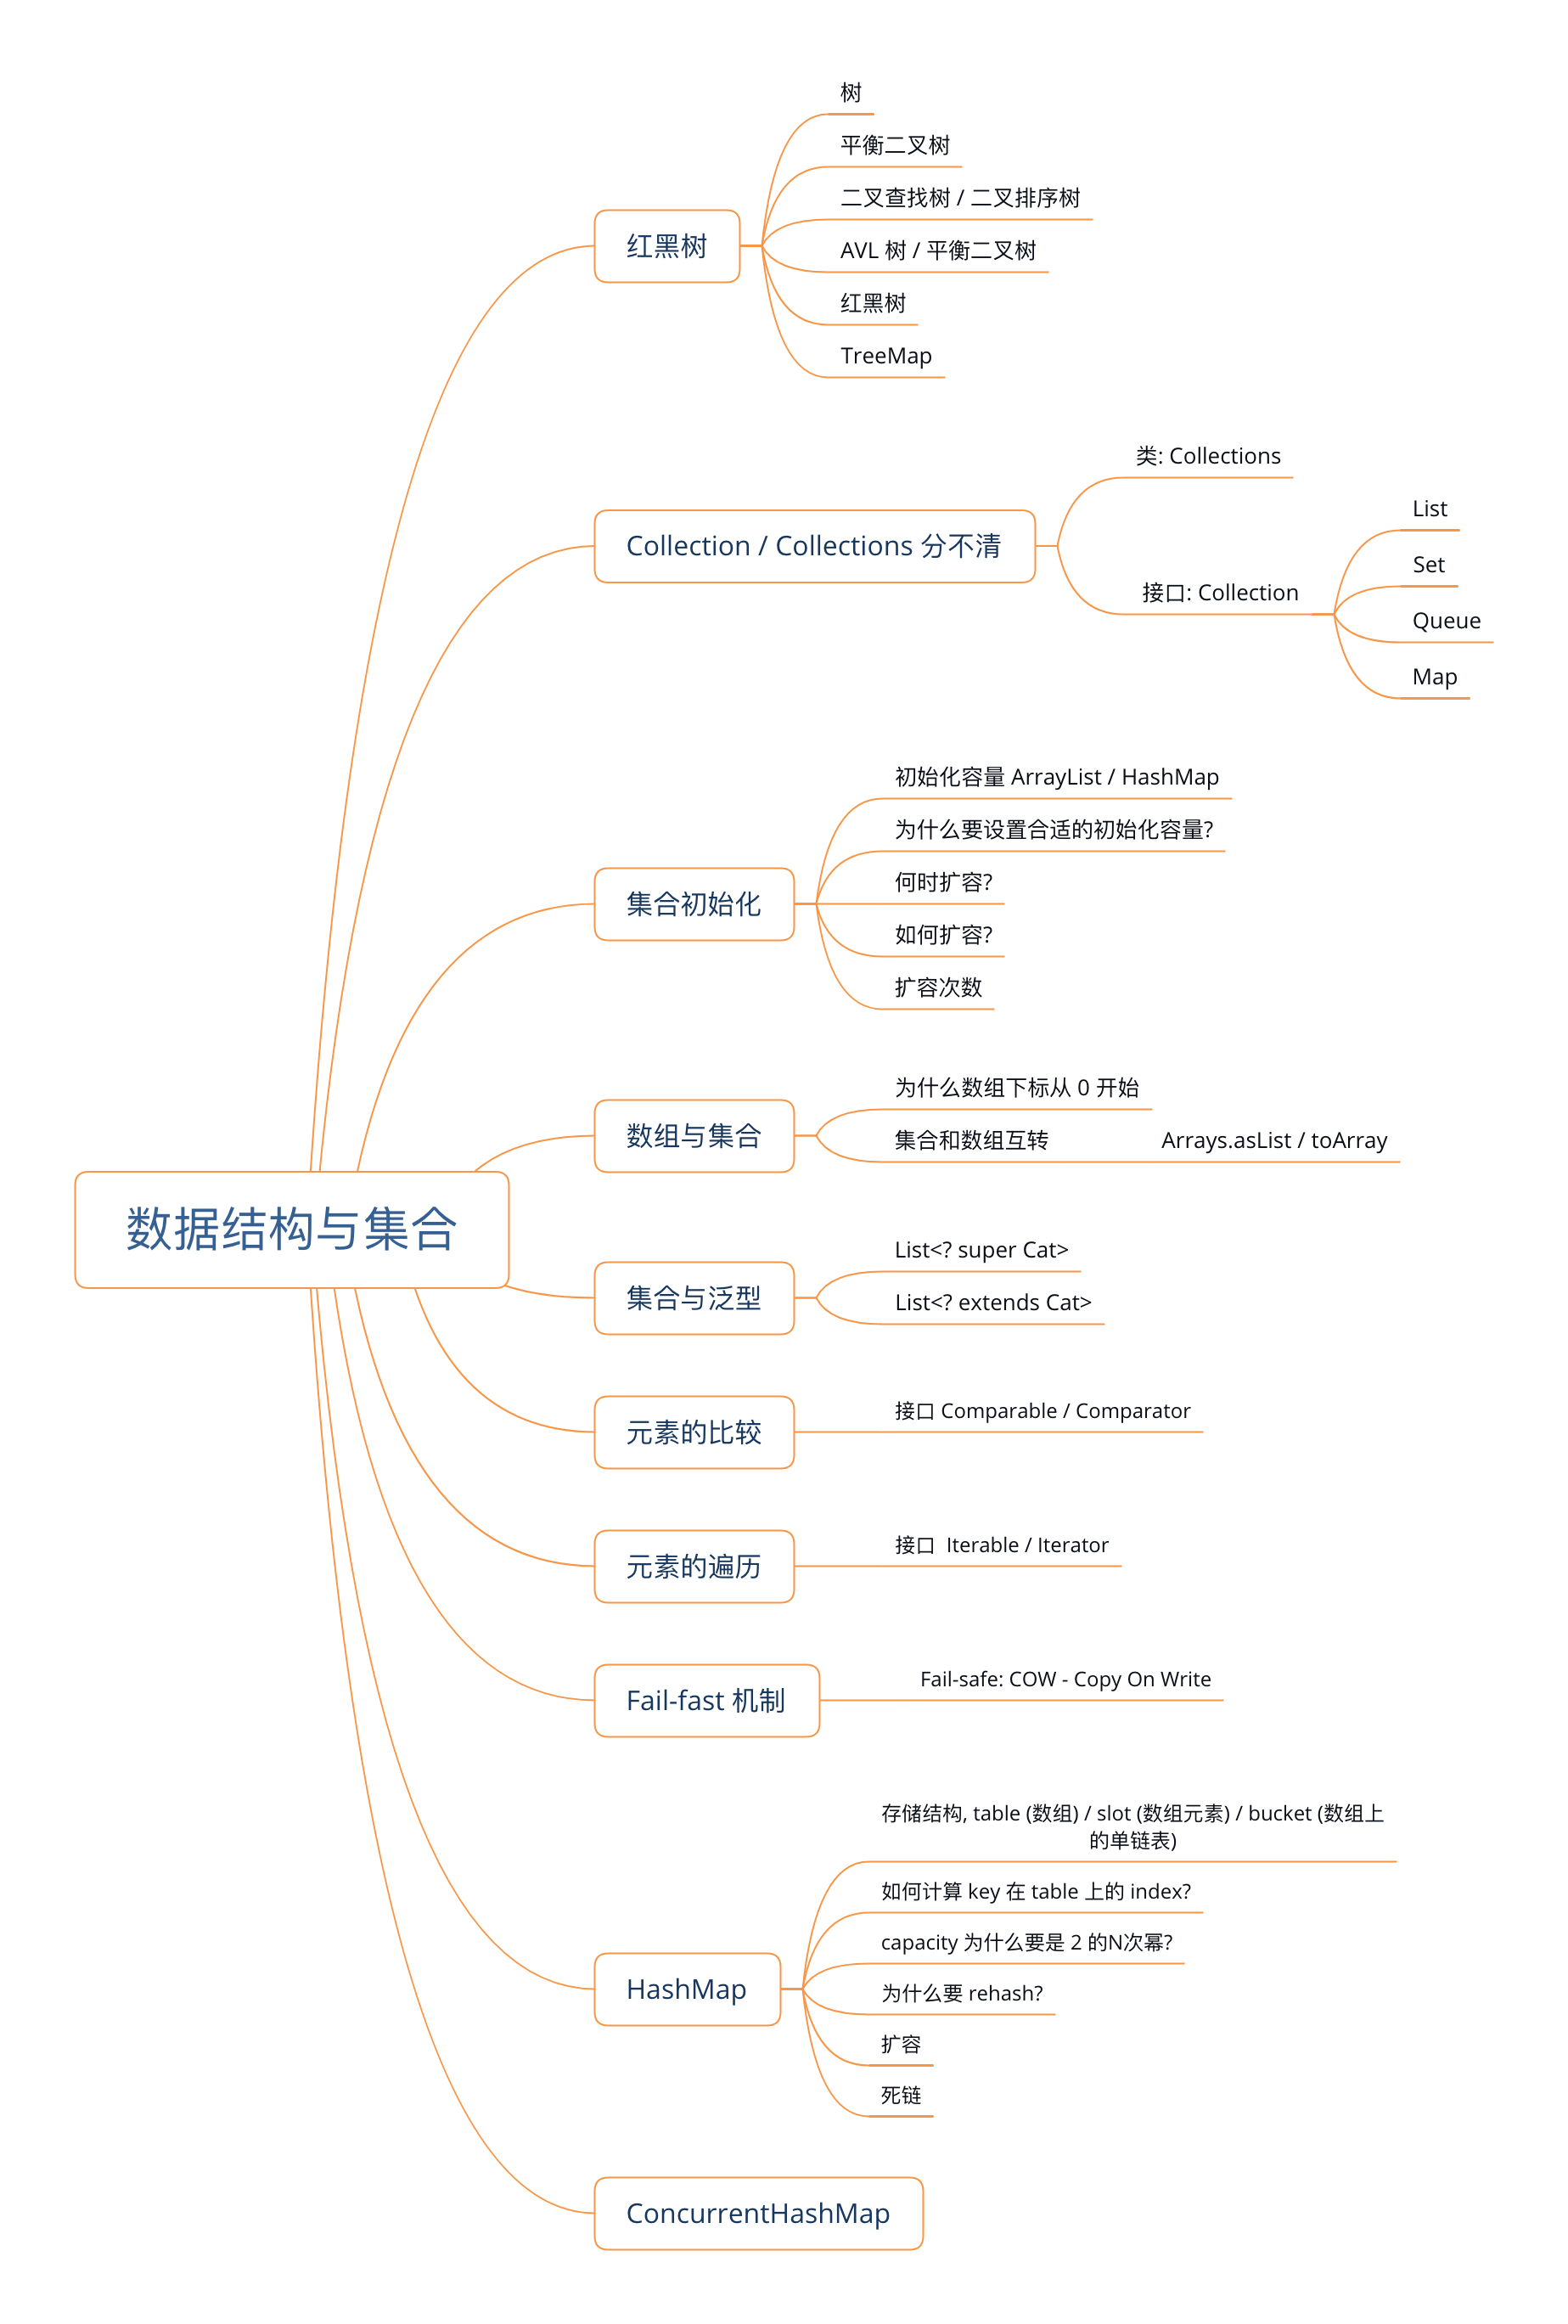 树
平衡二叉树
二叉查找树 / 二叉排序树
红黑树
AVL 树 / 平衡二叉树
红黑树
TreeMap
类: Collections
List
Collection / Collections 分不清
Set
接口: Collection
Queue
Map
初始化容量 ArrayList / HashMap
为什么要设置合适的初始化容量?
集合初始化
何时扩容?
如何扩容?
扩容次数
为什么数组下标从 0 开始
数组与集合
集合和数组互转
Arrays.asList / toArray
数据结构与集合
List<? super Cat>
集合与泛型
List<? extends Cat>
元素的比较
接口 Comparable / Comparator
元素的遍历
接口  Iterable / Iterator
Fail-fast 机制
Fail-safe: COW - Copy On Write
存储结构, table (数组) / slot (数组元素) / bucket (数组上
的单链表)
如何计算 key 在 table 上的 index?
capacity 为什么要是 2 的N次幂?
HashMap
为什么要 rehash?
扩容
死链
ConcurrentHashMap